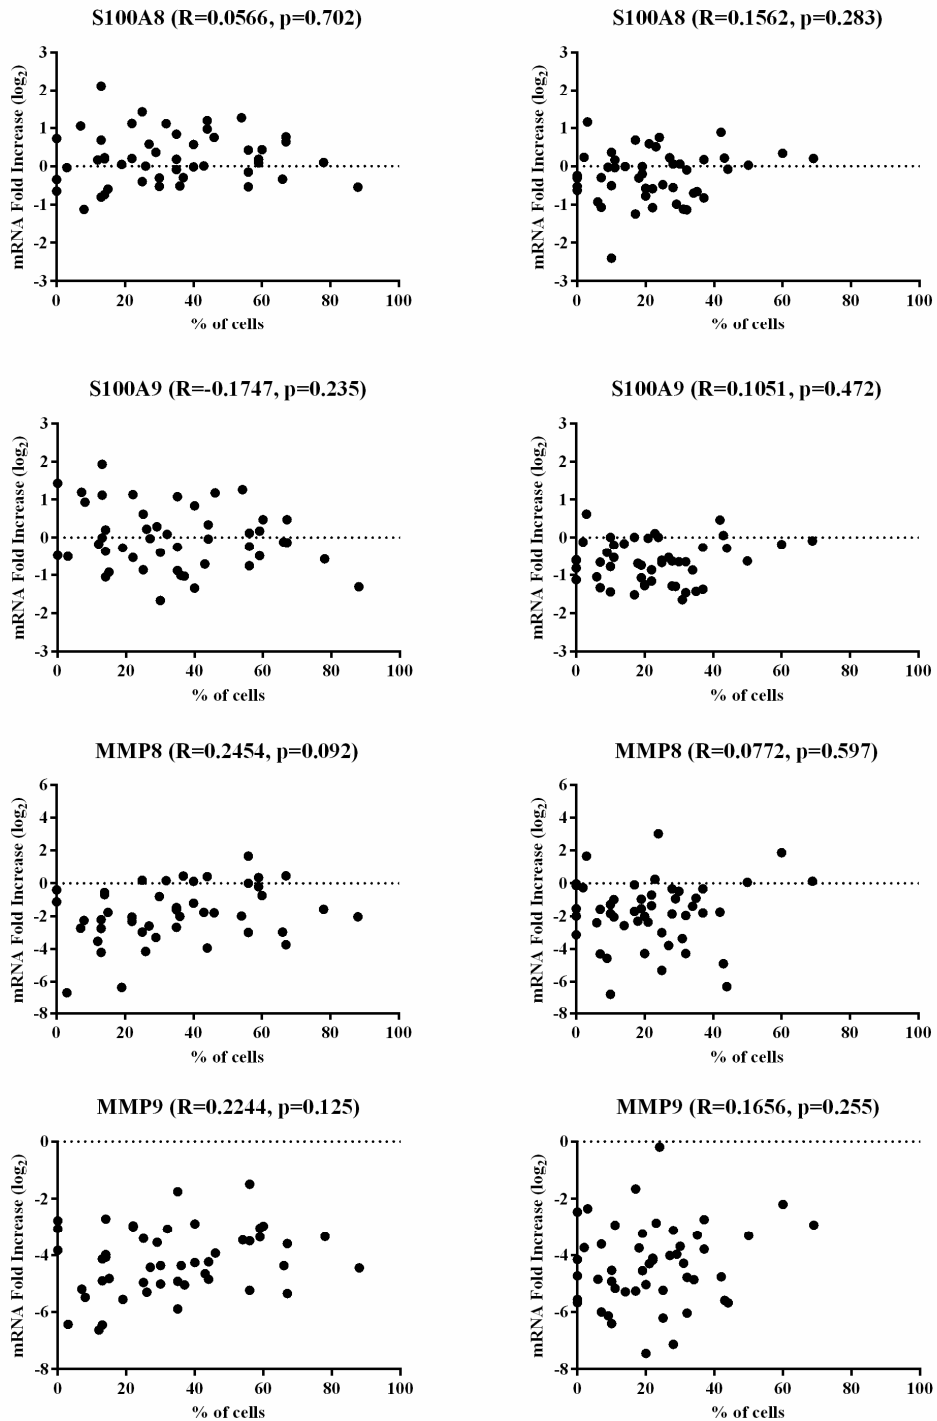 S100A8 (R=0.0566, p=0.702)
mRNA Fold Increase (log2)
3
2
1
0
-1
-2
-3
0 20 40 60 80 100
% of cells
S100A8 (R=0.1562, p=0.283)
mRNA Fold Increase (log2)
3
2
1
0
-1
-2
-3
0 20 40 60 80 100
% of cells
S100A9 (R=-0.1747, p=0.235)
mRNA Fold Increase (log2)
3
2
1
0
-1
-2
-3
0 20 40 60 80 100
% of cells
S100A9 (R=0.1051, p=0.472)
mRNA Fold Increase (log2)
3
2
1
0
-1
-2
-3
0 20 40 60 80 100
% of cells
MMP8 (R=0.2454, p=0.092)
mRNA Fold Increase (log2)
6
4
2
0
-2
-4
-6
-8
0 20 40 60 80 100
% of cells
MMP8 (R=0.0772, p=0.597)
mRNA Fold Increase (log2)
6
4
2
0
-2
-4
-6
-8
0 20 40 60 80 100
% of cells
MMP9 (R=0.2244, p=0.125)
mRNA Fold Increase (log2)
0
-2
-4
-6
-8
0 20 40 60 80 100
% of cells
MMP9 (R=0.1656, p=0.255)
mRNA Fold Increase (log2)
0
-2
-4
-6
-8
0 20 40 60 80 100
% of cells